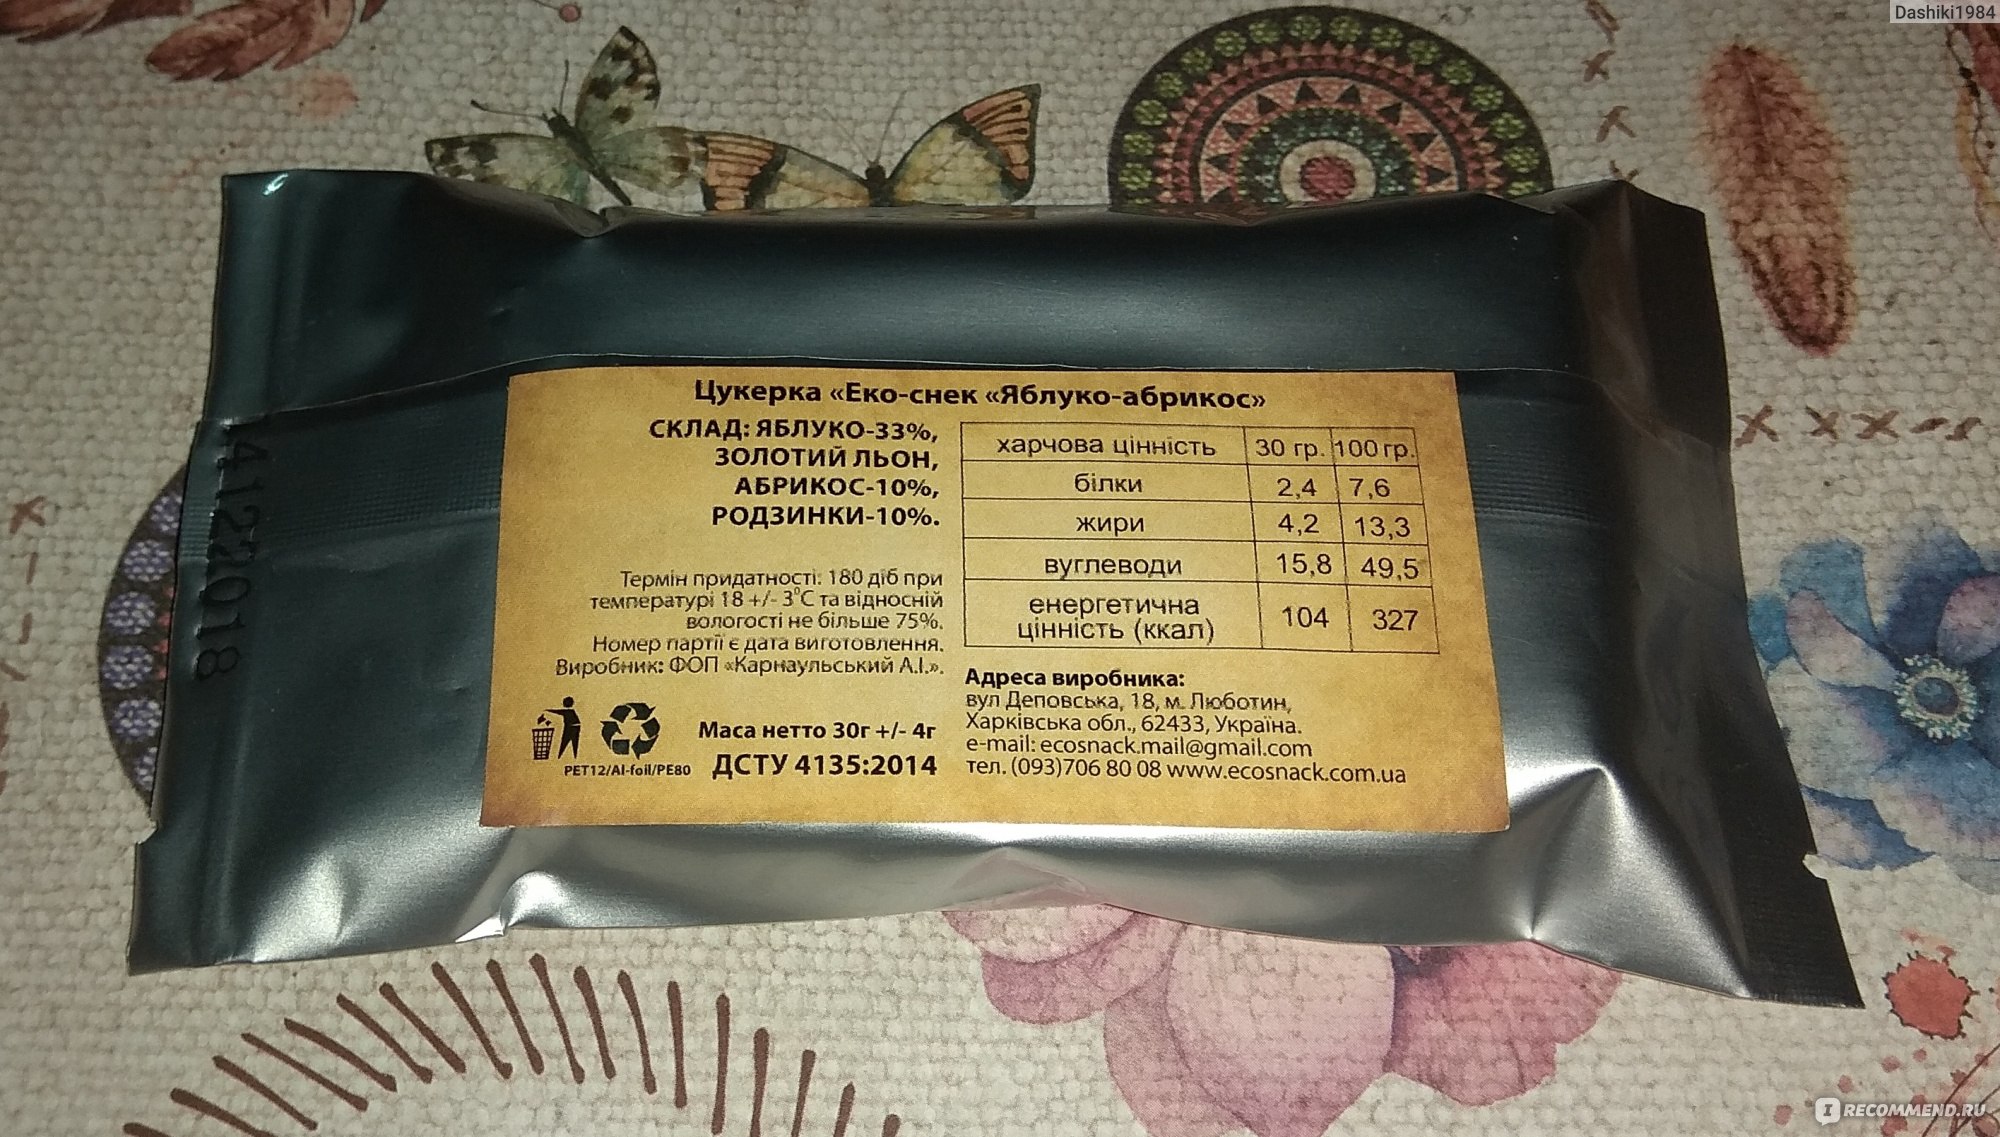 Dashiki1984
Цукерка «Еко-снек «Яблуко-абрикос»
СКЛАД: ЯБЛУКО-33%,
ЗОЛОТИЙ ЛЬОН,
АБРИКОС-10%,
РОДЗИНКИ-10%.
харчова цінність 30 гр. 100 гр.
білки 2,4 7,6
жири 4,2 13,3
вуглеводи 15,8 49,5
енергетична
цінність (ккал) 104 327
Термін придатності: 180 діб при
температурі 18 +/- 3°С та відносній
вологості не більше 75%.
Номер партії є дата виготовлення.
Виробник: ФОП «Карнаульський А.І.».
PET12/Al-foil/PE80
Маса нетто 30г +/- 4г
ДСТУ 4135:2014
Адреса виробника:
вул Деповська, 18, м. Люботин,
Харківська обл., 62433, Україна.
e-mail: ecosnack.mail@gmail.com
тел. (093)706 80 08 www.ecosnack.com.ua
4122018
IRECOMMEND.RU